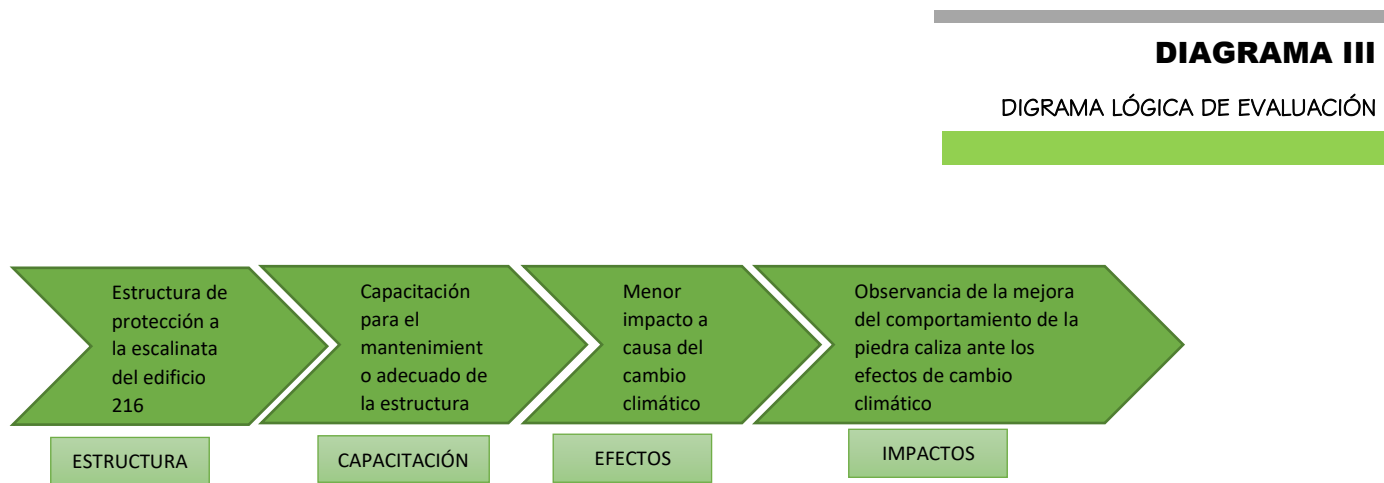 DIAGRAMA III
DIGRAMA LÓGICA DE EVALUACIÓN
Estructura de
protección a
la escalinata
del edificio
216
Capacitación
para el
mantenimient
o adecuado de
la estructura
Menor
impacto a
causa del
cambio
climático
Observancia de la mejora
del comportamiento de la
piedra caliza ante los
efectos de cambio
climático
ESTRUCTURA
CAPACITACIÓN
EFECTOS
IMPACTOS